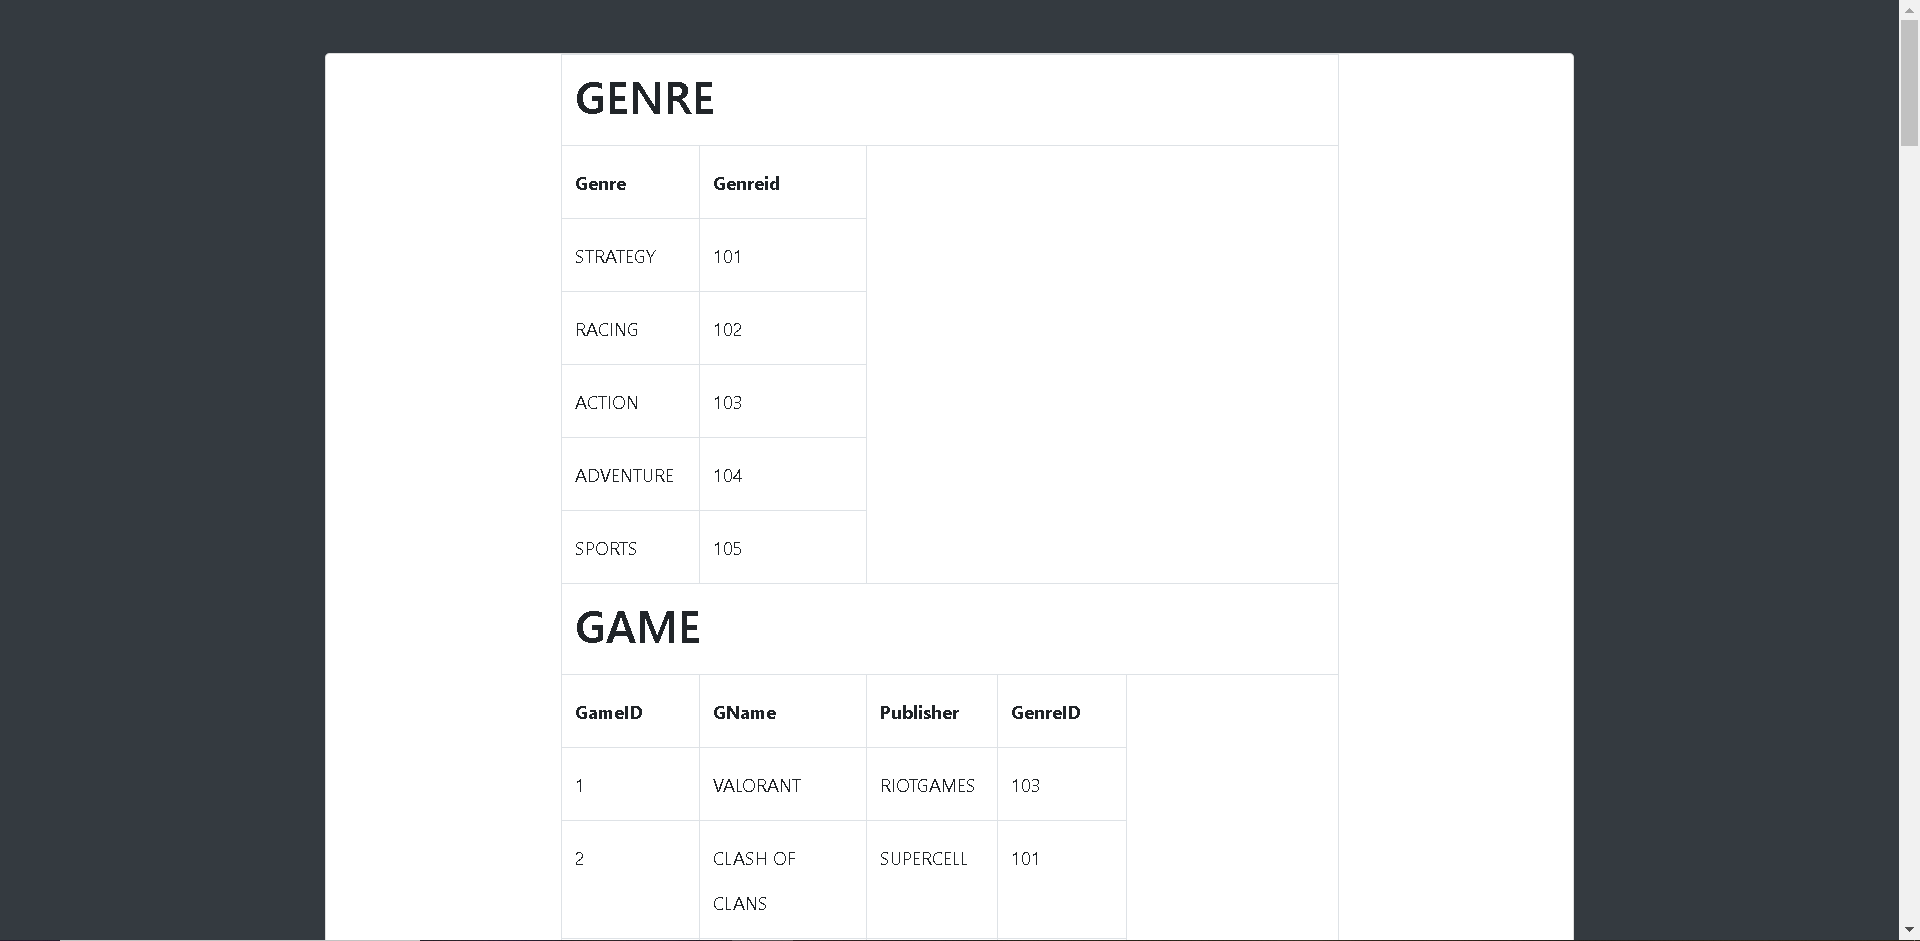 GENRE
Genre Genreid
STRATEGY 101
RACING 102
ACTION 103
ADVENTURE 104
SPORTS 105
GAME
GameID GName Publisher GenreID
1 VALORANT RIOTGAMES 103
2 CLASH OF SUPERCELL 101
CLANS